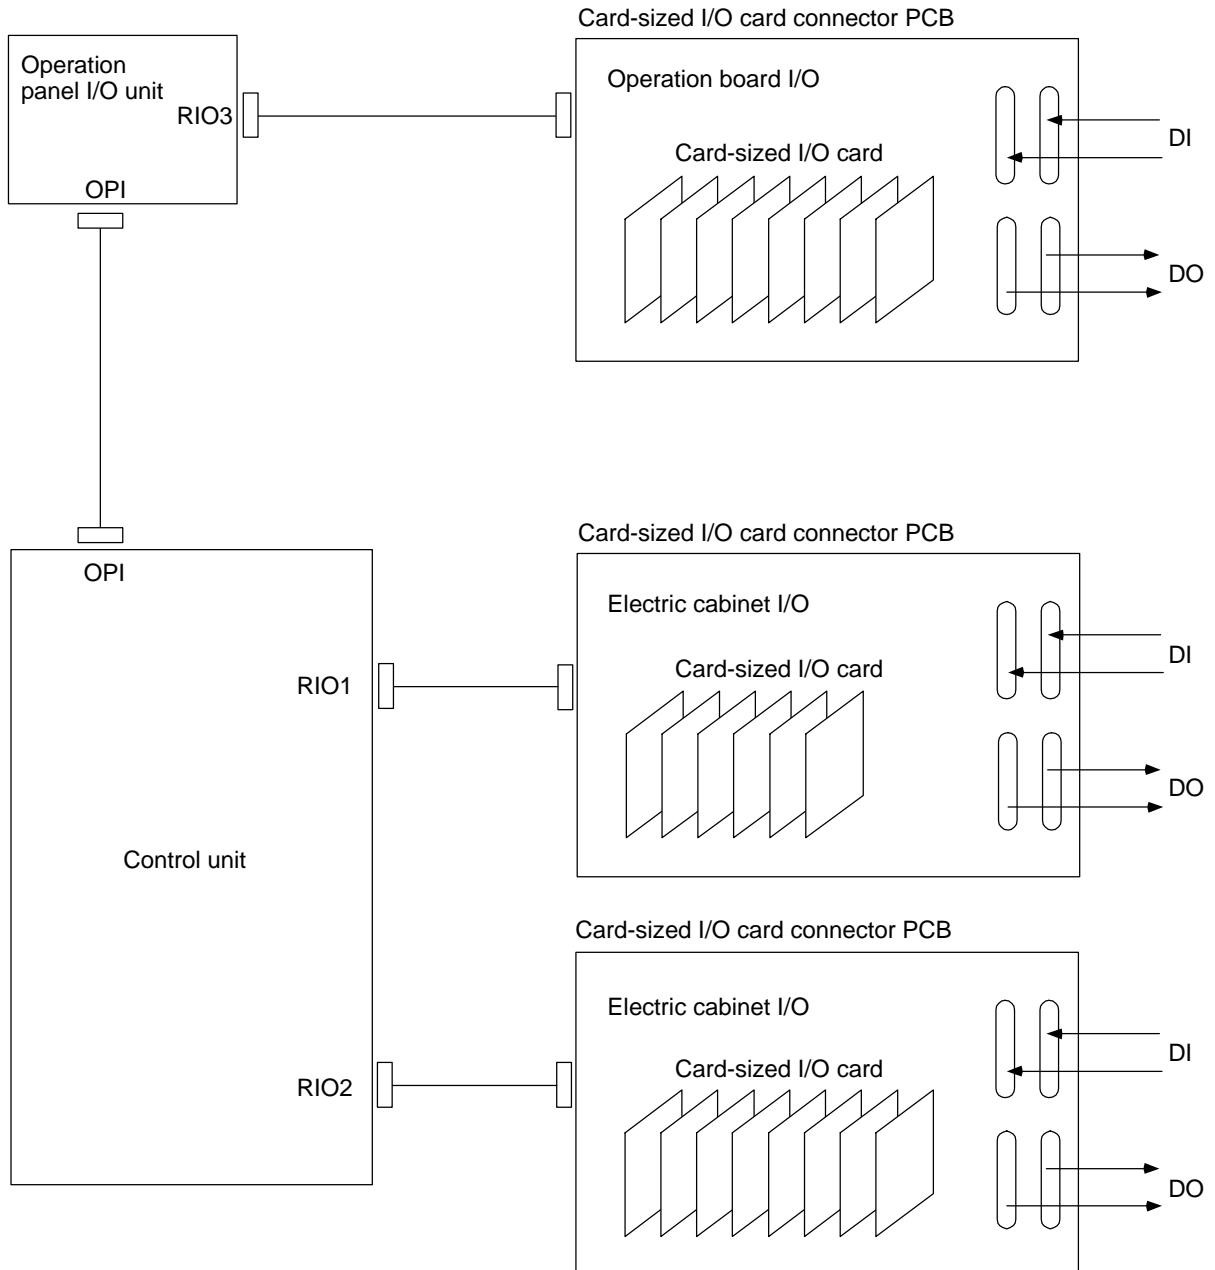 Card-sized I/O card connector PCB
Operation
panel I/O unit
RIO3
OPI
Operation board I/O
Card-sized I/O card
DI
DO
Card-sized I/O card connector PCB
OPI
Electric cabinet I/O
Card-sized I/O card
RIO1
DI
DO
Control unit
Card-sized I/O card connector PCB
Electric cabinet I/O
Card-sized I/O card
RIO2
DI
DO